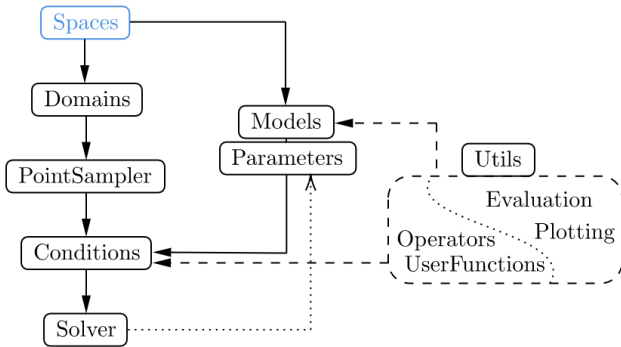 Spaces
Domains
Models
Parameters
Utils
PointSampler
Evaluation
Plotting
Operators
UserFunctions
Conditions
Solver